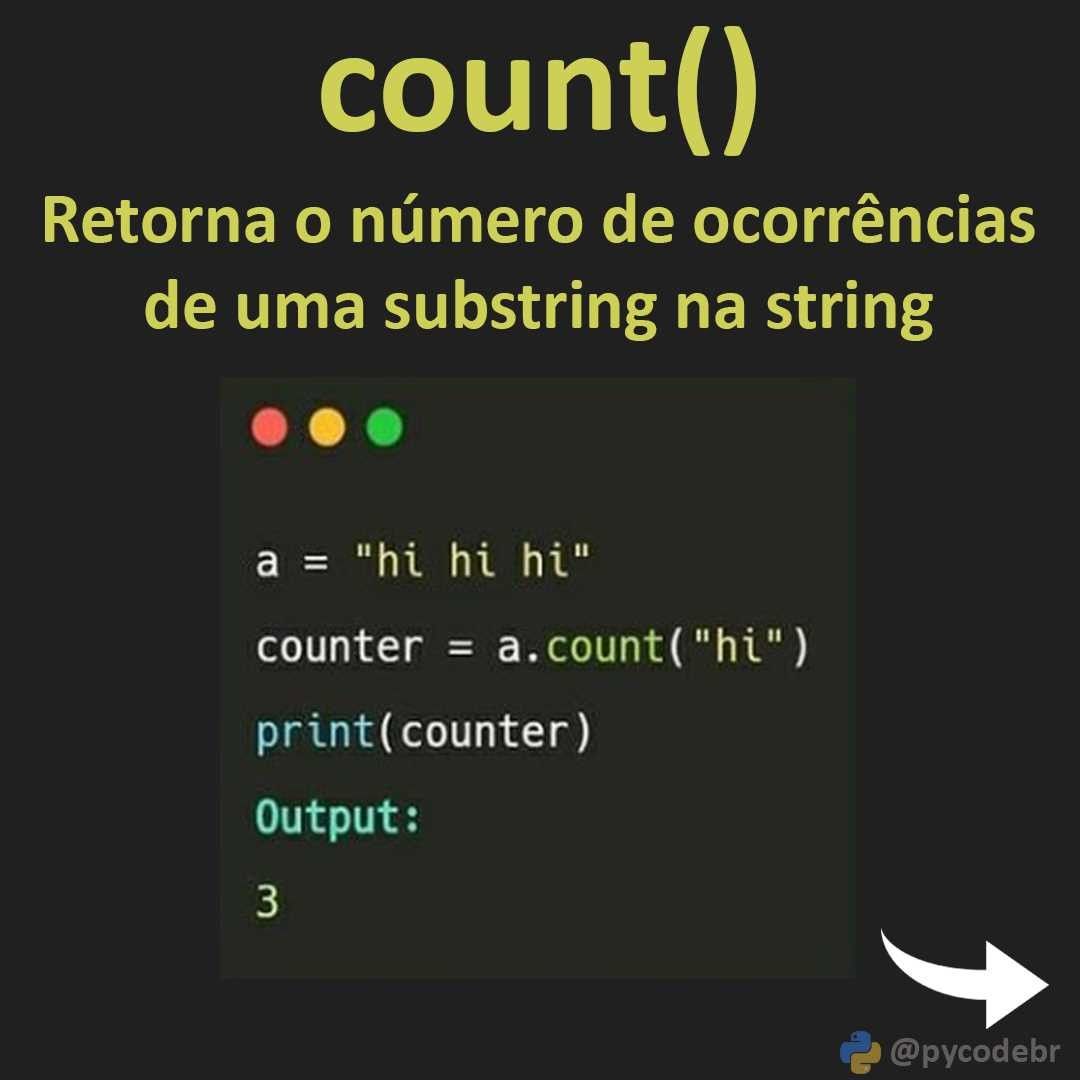 count()
Retorna o número de ocorrências
de uma substring na string
a = "hi hi hi"
counter = a.count("hi")
print(counter)
Output:
3
@pycodebr